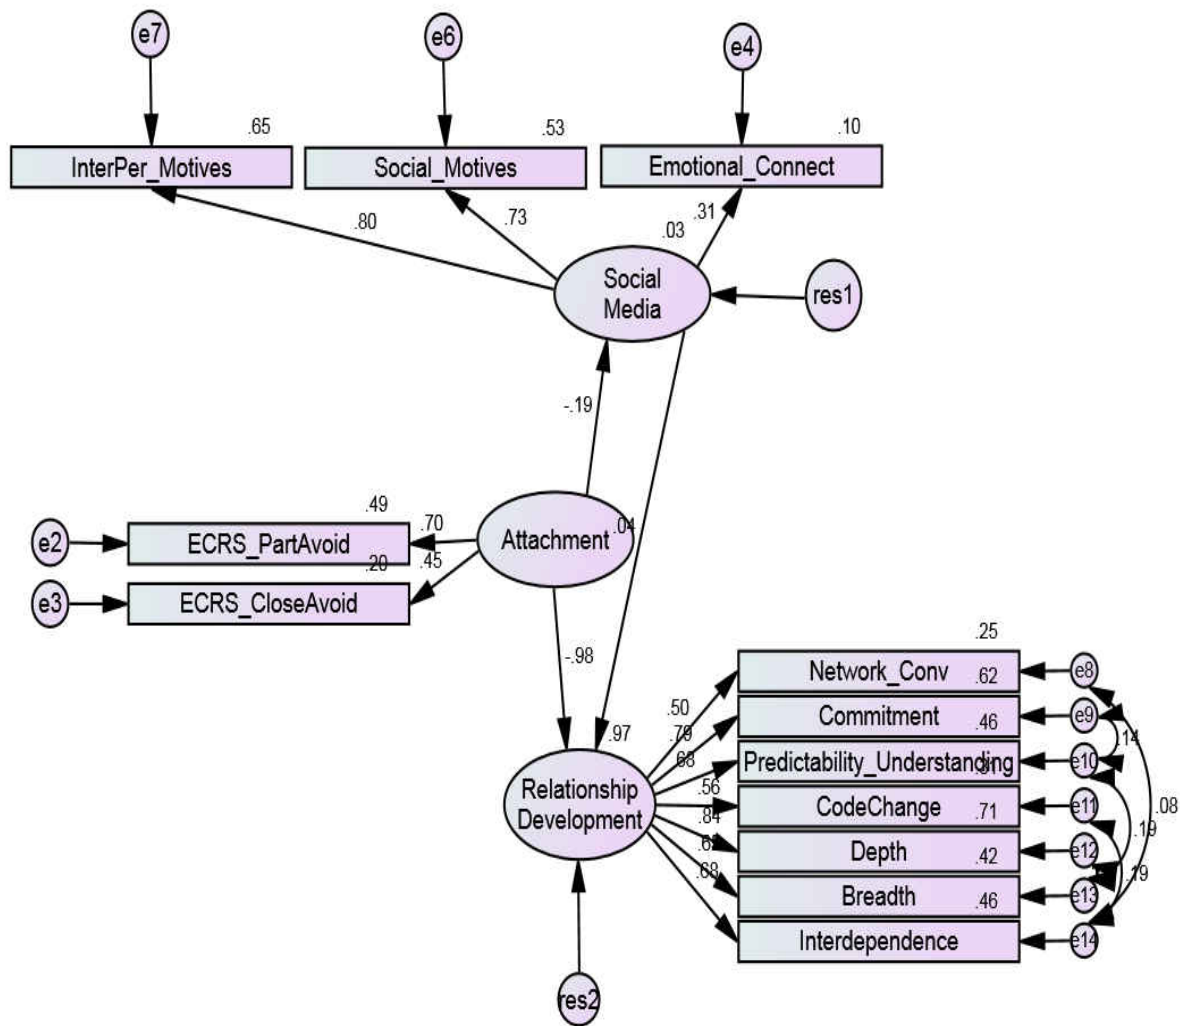 e7
e6
e4
.65
.53
.10
InterPer_Motives
Social_Motives
Emotional_Connect
.80
.73
.31
.03
Social
Media
res1
-.19
.49
.70
Attachment
.04
e2
ECRS_PartAvoid
.20
.45
e3
ECRS_CloseAvoid
-.98
.25
Network_Conv
.62
e8
.50
Commitment
.46
e9
.79
.97
.14
.68
Predictability_Understanding
e10
Relationship
Development
.56
CodeChange
.71
e11
.08
.84
.19
Depth
.42
e12
.19
.68
Breadth
.46
e13
Interdependence
e14
res2